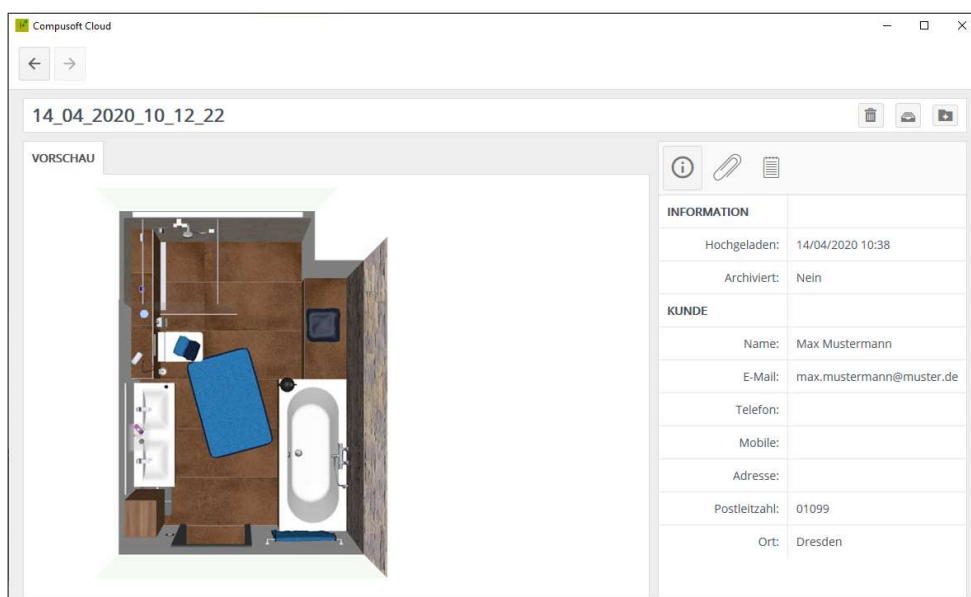 Compusoft Cloud
14_04_2020_10_12_22
VORSCHAU
INFORMATION
Hochgeladen: 14/04/2020 10:38
Archiviert: Nein
KUNDE
Name: Max Mustermann
E-Mail: max.mustermann@muster.de
Telefon:
Mobile:
Adresse:
Postleitzahl: 01099
Ort: Dresden